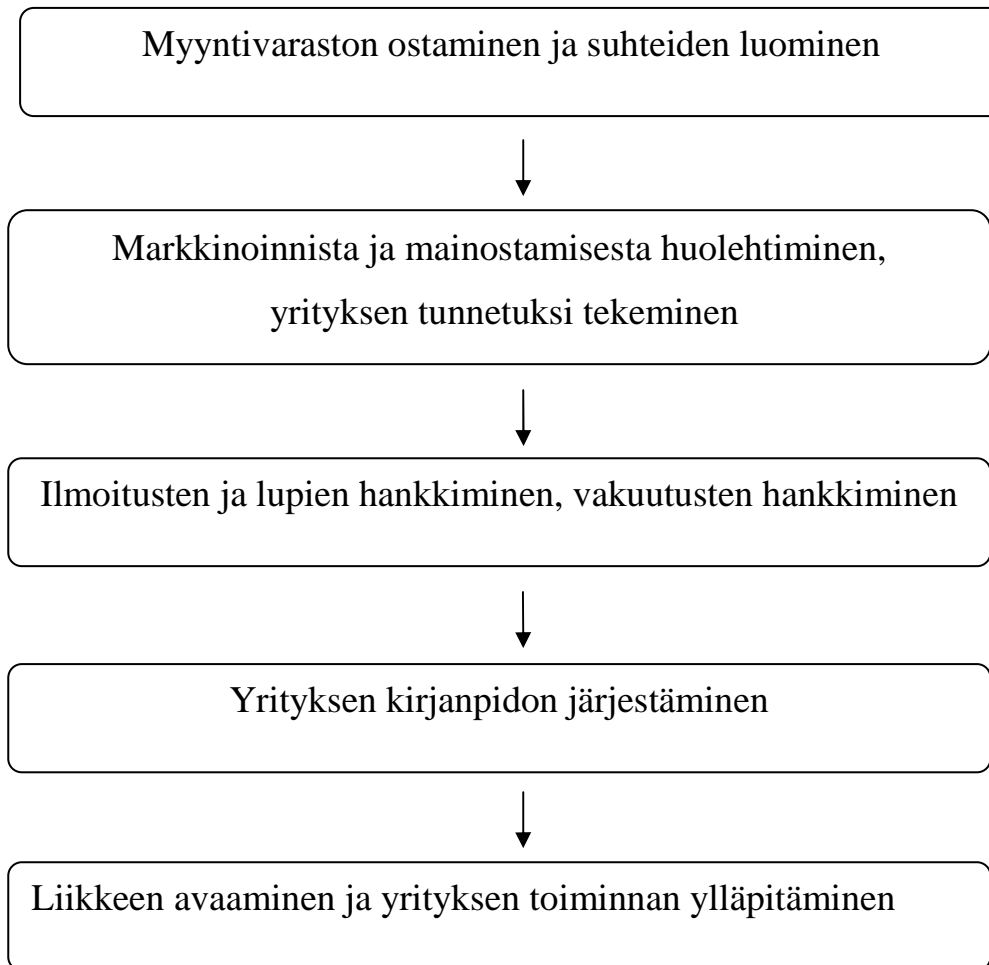 Myyntivaraston ostaminen ja suhteiden luominen
Markkinoinnista ja mainostamisesta huolehtiminen,
yrityksen tunnetuksi tekeminen
Ilmoitusten ja lupien hankkiminen, vakuutusten hankkiminen
Yrityksen kirjanpidon järjestäminen
Liikkeen avaaminen ja yrityksen toiminnan ylläpitäminen